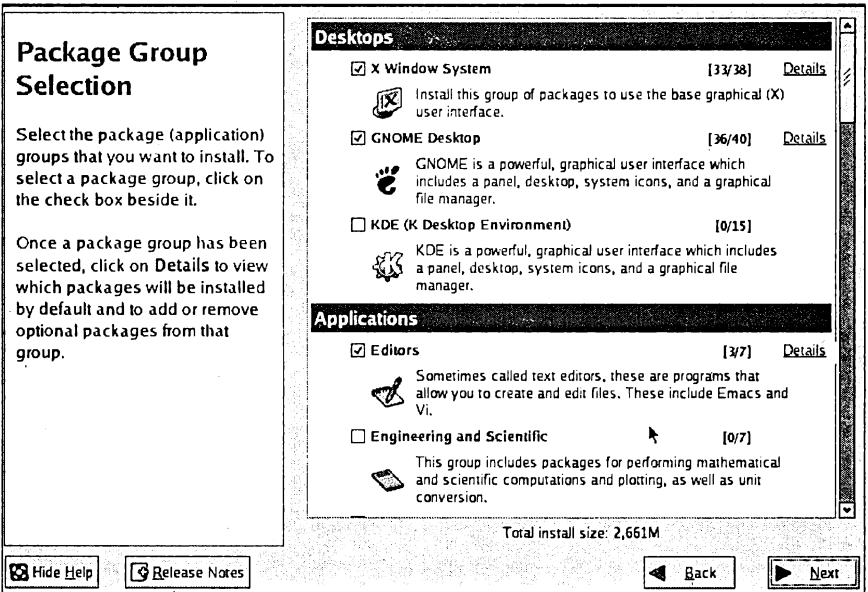 Package Group
Selection
Select the package (application)
groups that you want to install. To
select a package group, click on
the check box beside it.
Once a package group has been
selected, click on Details to view
which packages will be installed
by default and to add or remove
optional packages from that
group.
Desktops
X Window System [33/38] Details
Install this group of packages to use the base graphical (X)
user interface.
GNOME Desktop [36/40] Details
GNOME is a powerful, graphical user interface which
includes a panel, desktop, system icons, and a graphical
file manager.
KDE (K Desktop Environment) [0/15]
KDE is a powerful, graphical user interface which includes
a panel, desktop, system icons, and a graphical file
manager.
Applications
Editors [3/7] Details
Sometimes called text editors, these are programs that
allow you to create and edit files. These include Emacs and
Vi.
Engineering and Scientific [0/7]
This group includes packages for performing mathematical
and scientific computations and plotting, as well as unit
conversion.
Total install size: 2,661M
Hide Help Release Notes Back Next